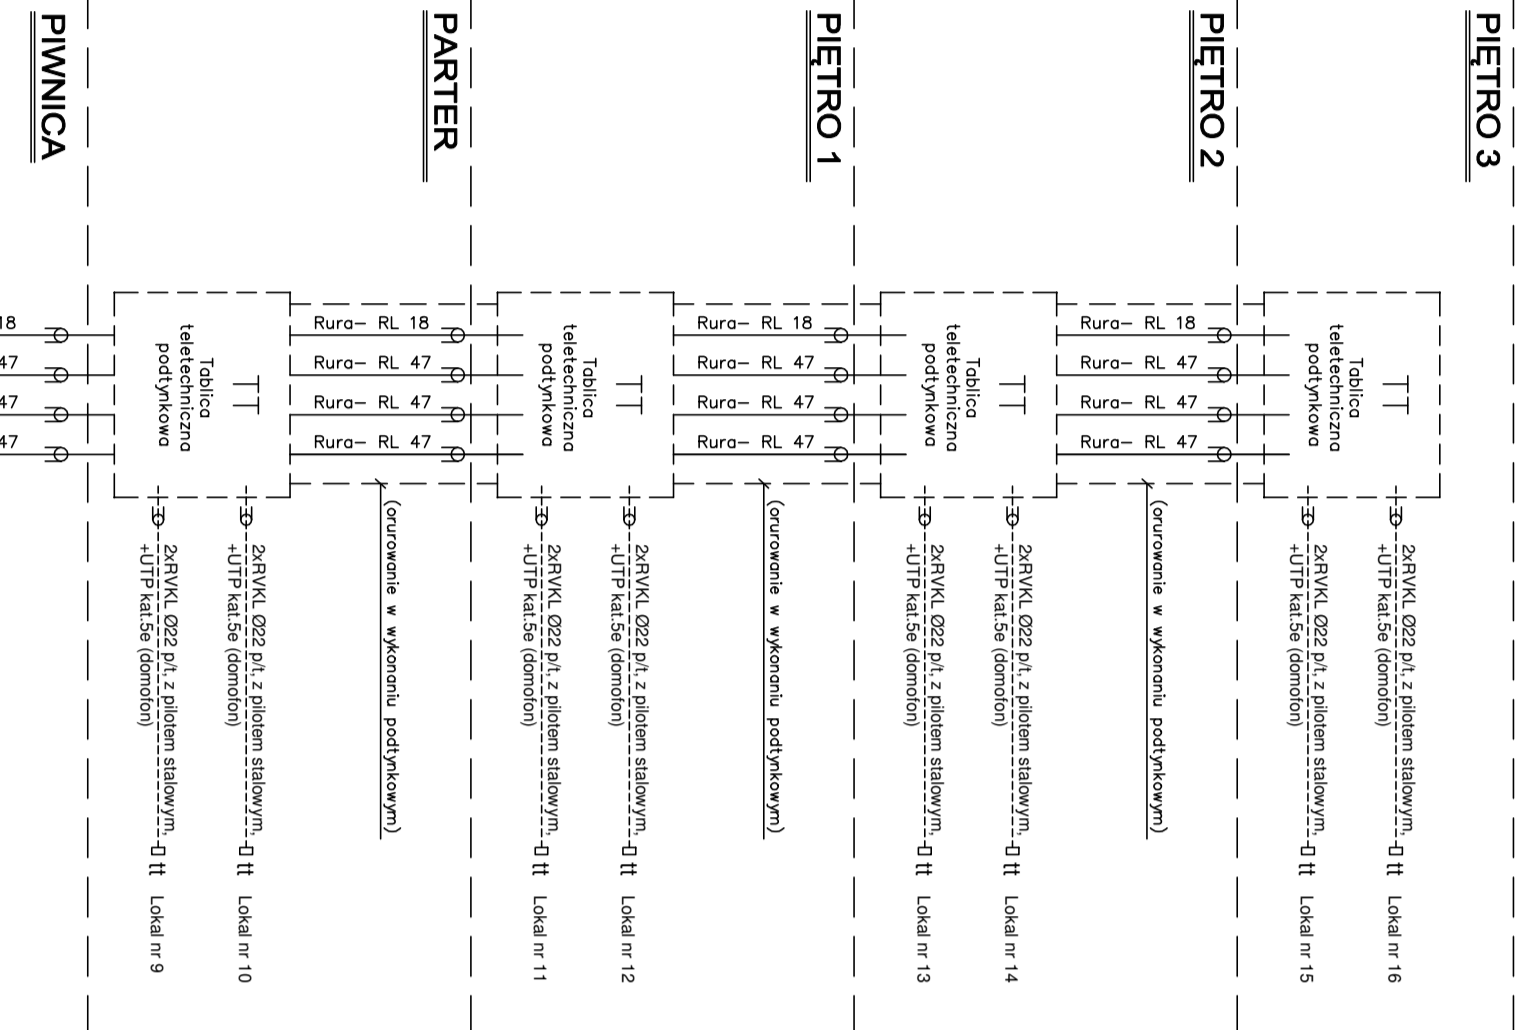 PIĘTRO 3
TT
Tablica
teletechniczna
podtynkowa
2xRVKL Ø22 p/t, z pilotem stalowym,
+UTP kat.5e (domofon)
tt Lokal nr 16
2xRVKL Ø22 p/t, z pilotem stalowym,
+UTP kat.5e (domofon)
tt Lokal nr 15
PIĘTRO 2
Rura– RL 18
Rura– RL 47
Rura– RL 47
Rura– RL 47
(orurowanie w wykonaniu podtynkowym)
TT
Tablica
teletechniczna
podtynkowa
2xRVKL Ø22 p/t, z pilotem stalowym,
+UTP kat.5e (domofon)
tt Lokal nr 14
2xRVKL Ø22 p/t, z pilotem stalowym,
+UTP kat.5e (domofon)
tt Lokal nr 13
PIĘTRO 1
Rura– RL 18
Rura– RL 47
Rura– RL 47
Rura– RL 47
(orurowanie w wykonaniu podtynkowym)
TT
Tablica
teletechniczna
podtynkowa
2xRVKL Ø22 p/t, z pilotem stalowym,
+UTP kat.5e (domofon)
tt Lokal nr 12
2xRVKL Ø22 p/t, z pilotem stalowym,
+UTP kat.5e (domofon)
tt Lokal nr 11
PARTER
Rura– RL 18
Rura– RL 47
Rura– RL 47
Rura– RL 47
(orurowanie w wykonaniu podtynkowym)
TT
Tablica
teletechniczna
podtynkowa
2xRVKL Ø22 p/t, z pilotem stalowym,
+UTP kat.5e (domofon)
tt Lokal nr 10
2xRVKL Ø22 p/t, z pilotem stalowym,
+UTP kat.5e (domofon)
tt Lokal nr 9
PIWNICA
18
47
47
47